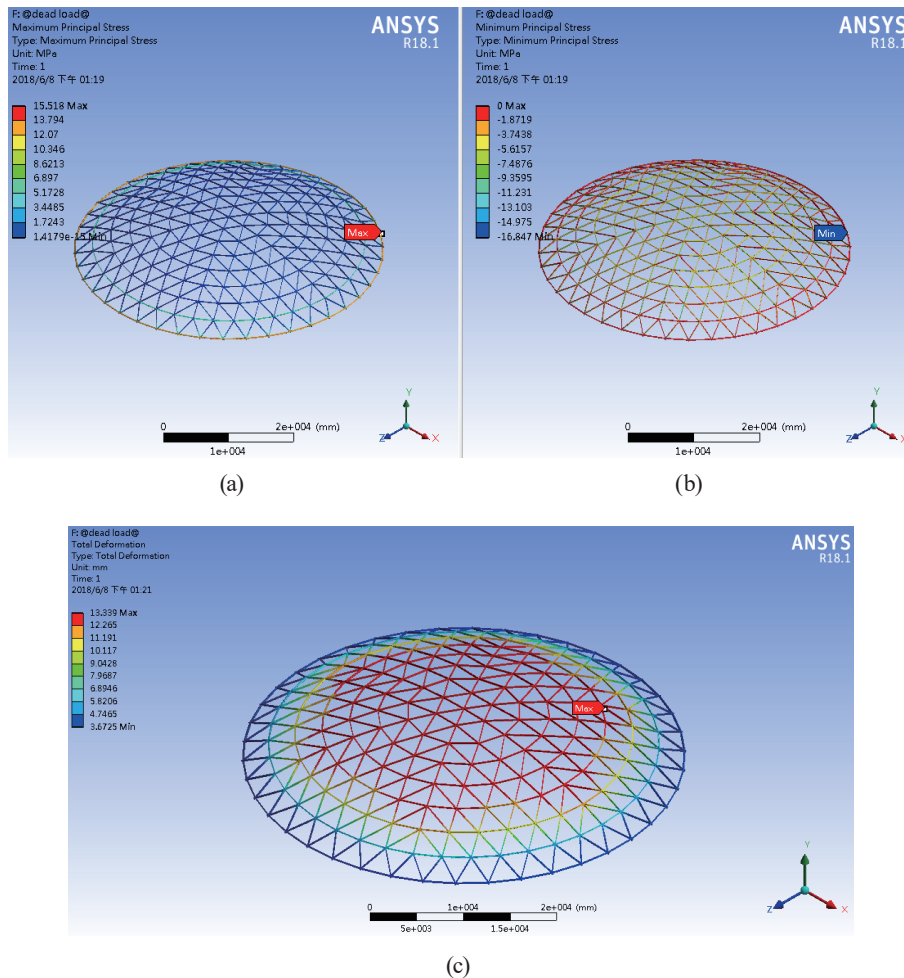 F: @dead load@
Maximum Principal Stress
Type: Maximum Principal Stress
Unit: MPa
Time: 1
2018/6/8 下午 01:19
ANSYS
R18.1
15.518 Max
13.794
12.07
10.346
8.6213
6.897
5.1728
3.4485
1.7243
1.4179e-15 Min
Max
0
2e+004 (mm)
1e+004
Y
Z
X
(a)
F: @dead load@
Minimum Principal Stress
Type: Minimum Principal Stress
Unit: MPa
Time: 1
2018/6/8 下午 01:19
ANSYS
R18.1
0 Max
-1.8719
-3.7438
-5.6157
-7.4876
-9.3595
-11.231
-13.103
-14.975
-16.847 Min
Min
0
2e+004 (mm)
1e+004
Y
Z
X
(b)
F: @dead load@
Total Deformation
Type: Total Deformation
Unit: mm
Time: 1
2018/6/8 下午 01:21
ANSYS
R18.1
13.339 Max
12.265
11.191
10.117
9.0428
7.9687
6.8946
5.8206
4.7465
3.6725 Min
Max
0
1e+004
2e+004 (mm)
5e+003
1.5e+004
Y
Z
X
(c)